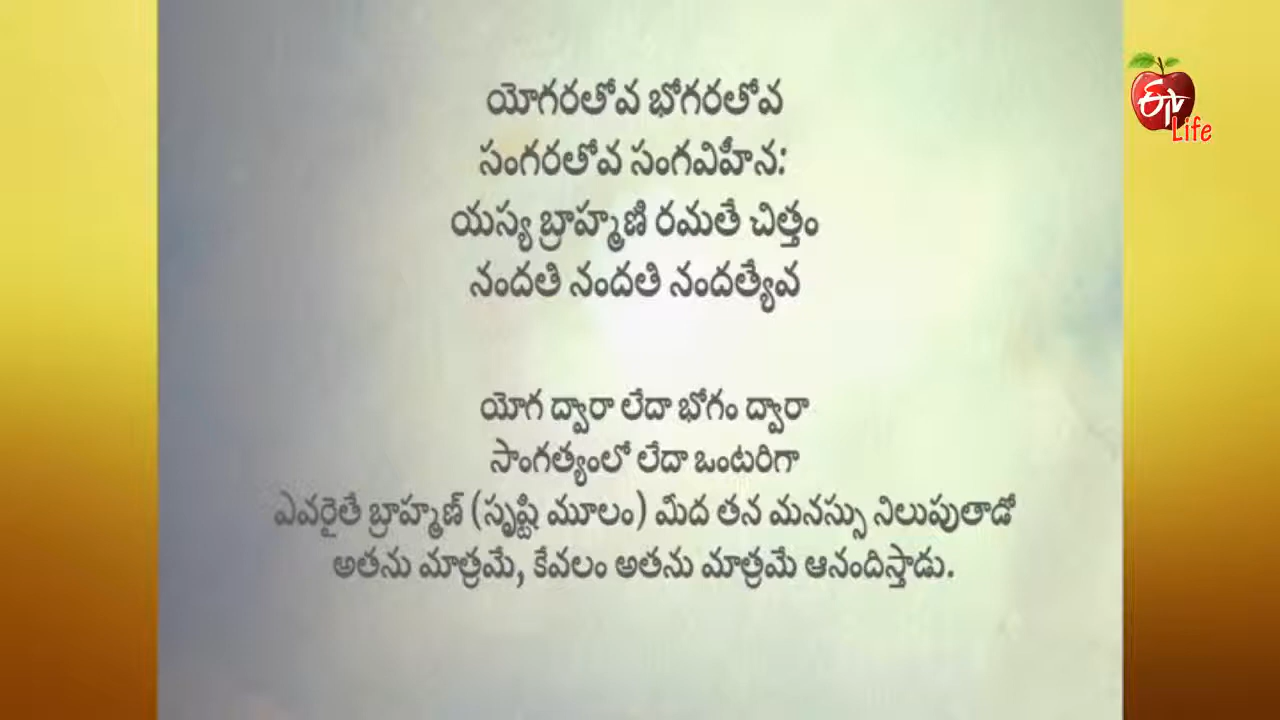 యోగరతోవ భోగరతోవ
సంగరతోవ సంగవిహీన:
యస్య బ్రాహ్మణి రమతే చిత్తం
నందతి నందతి నందత్యేవ
యోగ ద్వారా లేదా భోగం ద్వారా
సాంగత్యంలో లేదా ఒంటరిగా
ఎవరైతే బ్రాహ్మణ్ (సృష్టి మూలం) మీద తన మనస్సు నిలుపుతాడో
అతను మాత్రమే, కేవలం అతను మాత్రమే ఆనందిస్తాడు.
ఈtv
Life